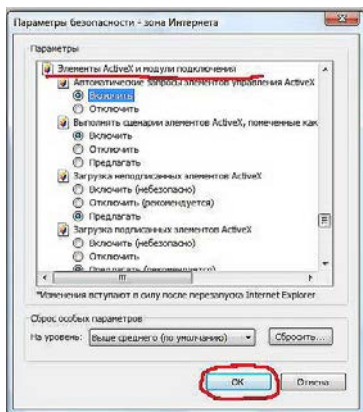 Параметры безопасности - зона Интернета
Параметры
Элементы ActiveX и модули подключения
Автоматические запросы элементов управления ActiveX
Включить
Отключить
Выполнять сценарии элементов ActiveX, помеченные как
Включить
Отключить
Предлагать
Загрузка неподписанных элементов ActiveX
Включить (небезопасно)
Отключить (рекомендуется)
Предлагать
Загрузка подписанных элементов ActiveX
Включить (небезопасно)
Отключить
Предлагать (рекомендуется)
*Изменения вступают в силу после перезапуска Internet Explorer
Сброс особых параметров
На уровень: Выше среднего (по умолчанию) Сбросить...
OK Отмена